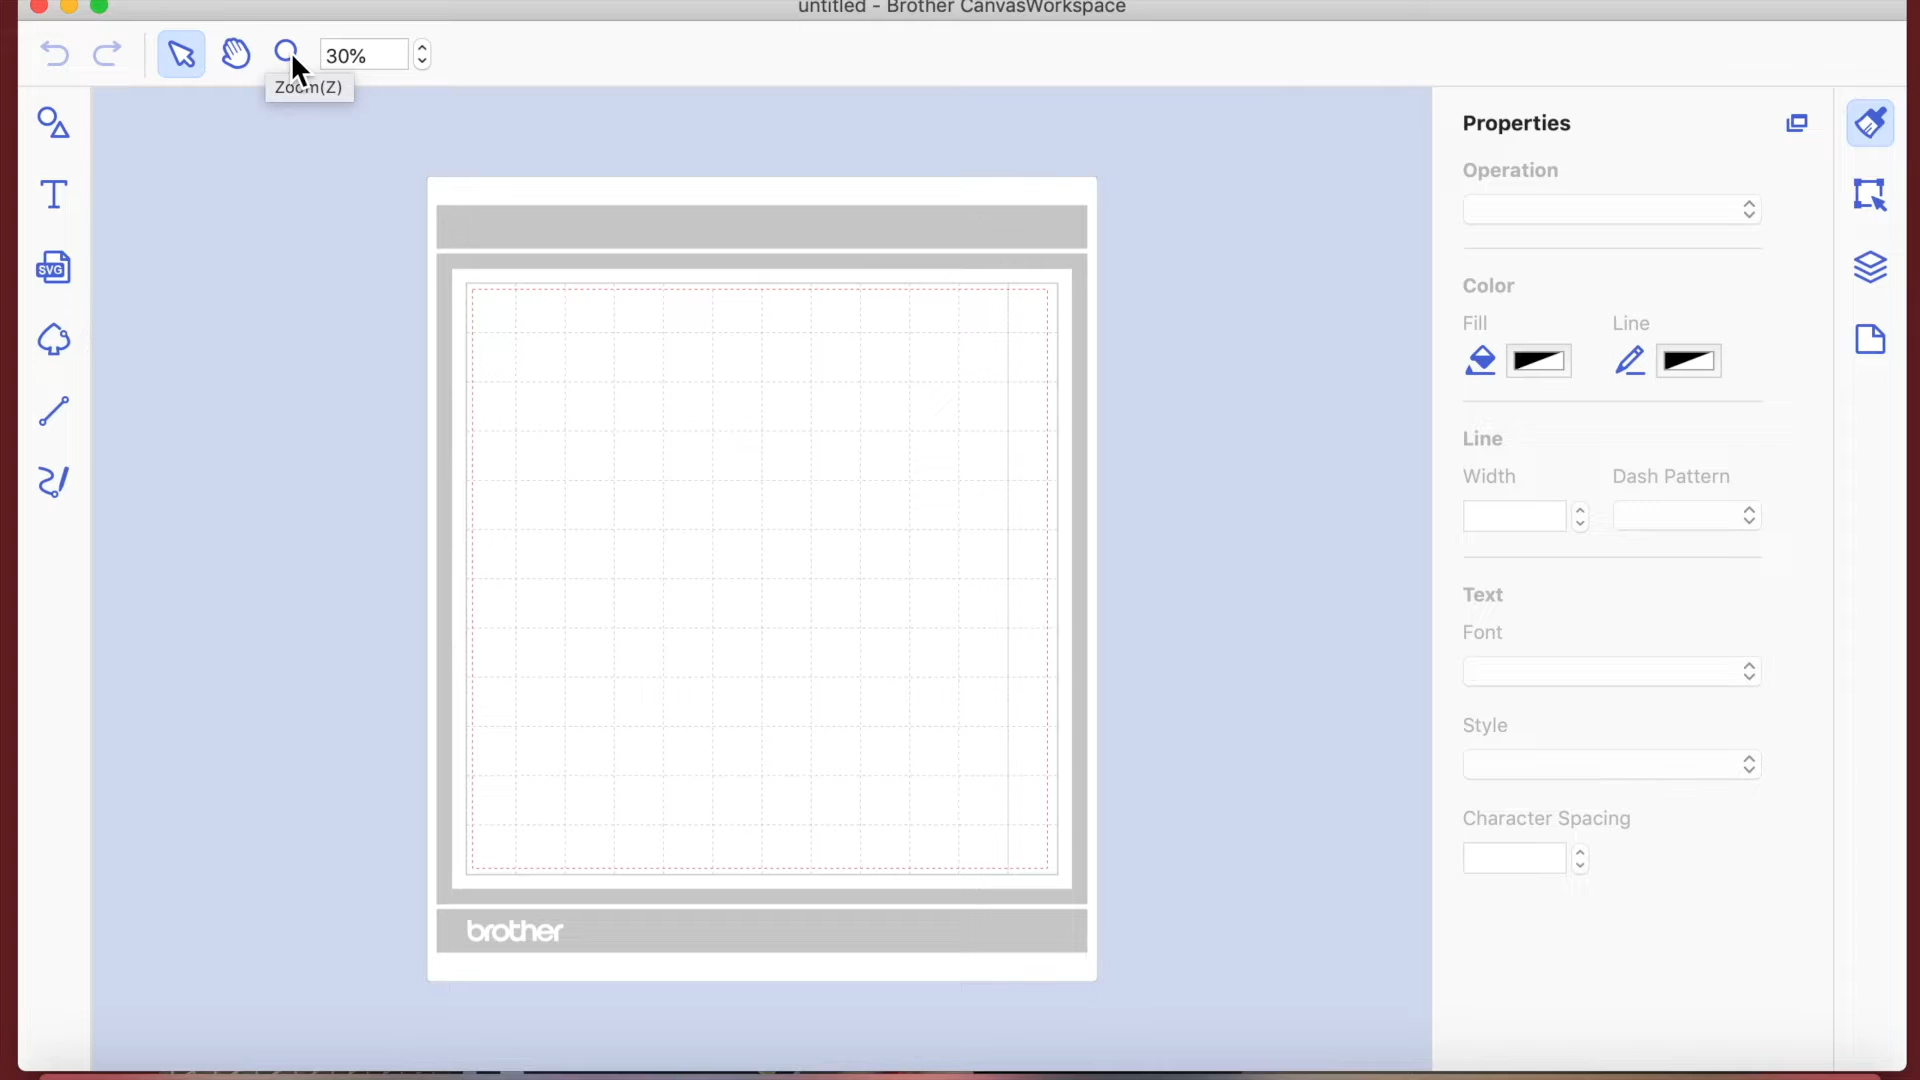 untitled - Brother CanvasWorkspace
30%
Zoom(Z)
SVG
Properties
Operation
Color
Fill
Line
Line
Width
Dash Pattern
Text
Font
Style
Character Spacing
brother